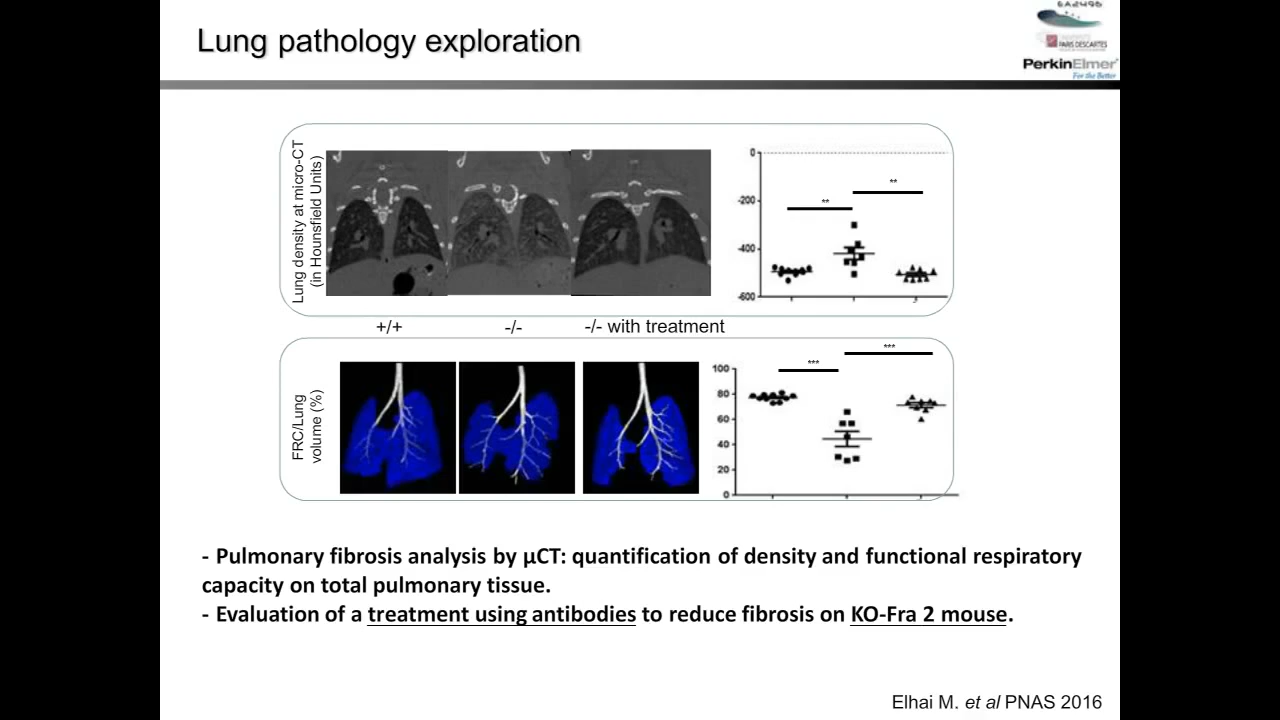 Lung pathology exploration
EA2496
PARIS DESCARTES
PerkinElmer
For the Better
Lung density at micro-CT
(in Hounsfield Units)
0
-200
-400
-600
**
**
+/+
-/-
-/- with treatment
FRC/Lung
volume (%)
100
80
60
40
20
0
***
***
- Pulmonary fibrosis analysis by µCT: quantification of density and functional respiratory
capacity on total pulmonary tissue.
- Evaluation of a treatment using antibodies to reduce fibrosis on KO-Fra 2 mouse.
Elhai M. et al PNAS 2016